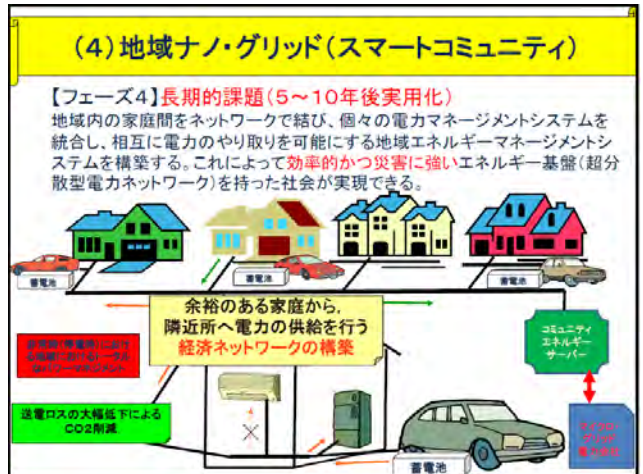 (4)地域ナノ・グリッド(スマートコミュニティ)
【フェーズ4】長期的課題(5～10年後実用化)
地域内の家庭間をネットワークで結び、個々の電力マネージメントシステムを
統合し、相互に電力のやり取りを可能にする地域エネルギーマネージメントシ
ステムを構築する。これによって効率的かつ災害に強いエネルギー基盤(超分
散型電力ネットワーク)を持った社会が実現できる。
蓄電池
蓄電池
蓄電池
余裕のある家庭から,
隣近所へ電力の供給を行う
経済ネットワークの構築
コミュニティ
エネルギー
サーバー
送電ロスの大幅低下による
CO2削減
グリッド
蓄電池